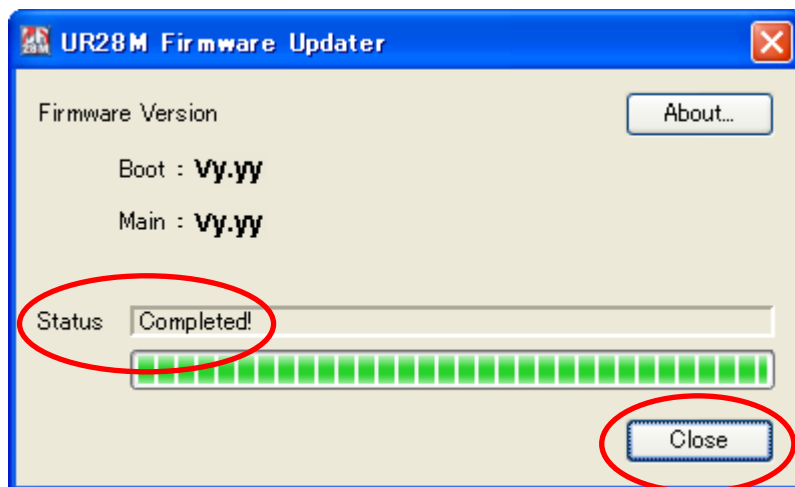 UR28M Firmware Updater
Firmware Version
About...
Boot : Vy.yy
Main : Vy.yy
Status Completed!
Close